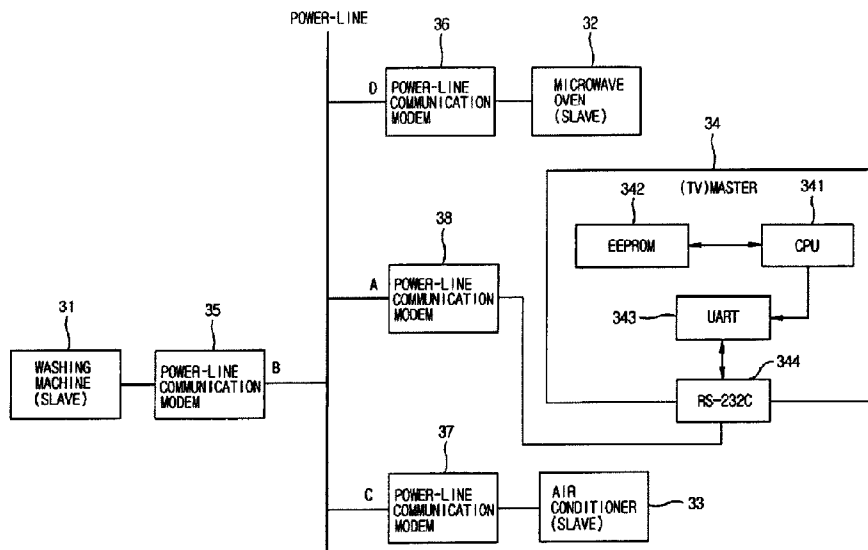 POWER-LINE
36
32
D
POWER-LINE
COMMUNICATION
MODEM
MICROWAVE
OVEN
(SLAVE)
34
(TV)MASTER
342
341
EEPROM
CPU
38
A
POWER-LINE
COMMUNICATION
MODEM
343
UART
31
35
WASHING
MACHINE
(SLAVE)
POWER-LINE
COMMUNICATION
MODEM
B
344
RS-232C
37
C
POWER-LINE
COMMUNICATION
MODEM
AIR
CONDITIONER
(SLAVE)
33